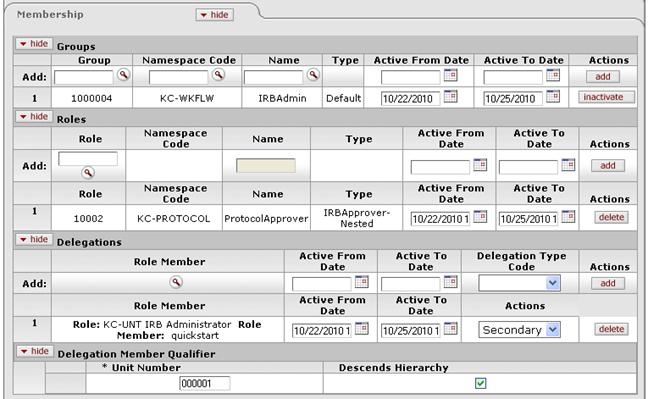 Membership hide
hide Groups
Group Namespace Code Name Type Active From Date Active To Date Actions
Add: add
1 1000004 KC-WKFLW IRBAdmin Default 10/22/2010 10/25/2010 inactivate
hide Roles
Role Namespace Code Name Type Active From Date Active To Date Actions
Add: add
Role Namespace Code Name Type Active From Date Active To Date Actions
1 10002 KC-PROTOCOL ProtocolApprover IRBApprover-Nested 10/22/2010 1 10/25/2010 1 delete
hide Delegations
Role Member Active From Date Active To Date Delegation Type Code Actions
Add: add
Role Member Active From Date Active To Date Actions
1 Role: KC-UNT IRB Administrator Role Member: quickstart 10/22/2010 1 10/25/2010 1 Secondary delete
hide Delegation Member Qualifier
* Unit Number Descends Hierarchy
000001